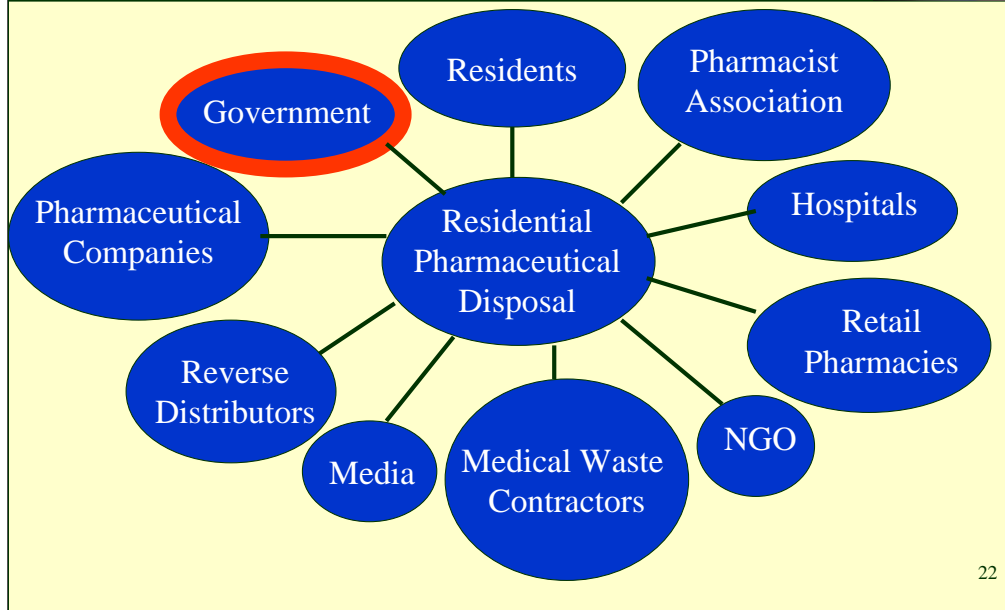 Residents
Pharmacist
Association
Government
Hospitals
Pharmaceutical
Companies
Residential
Pharmaceutical
Disposal
Retail
Pharmacies
Reverse
Distributors
Media
Medical Waste
Contractors
NGO
22